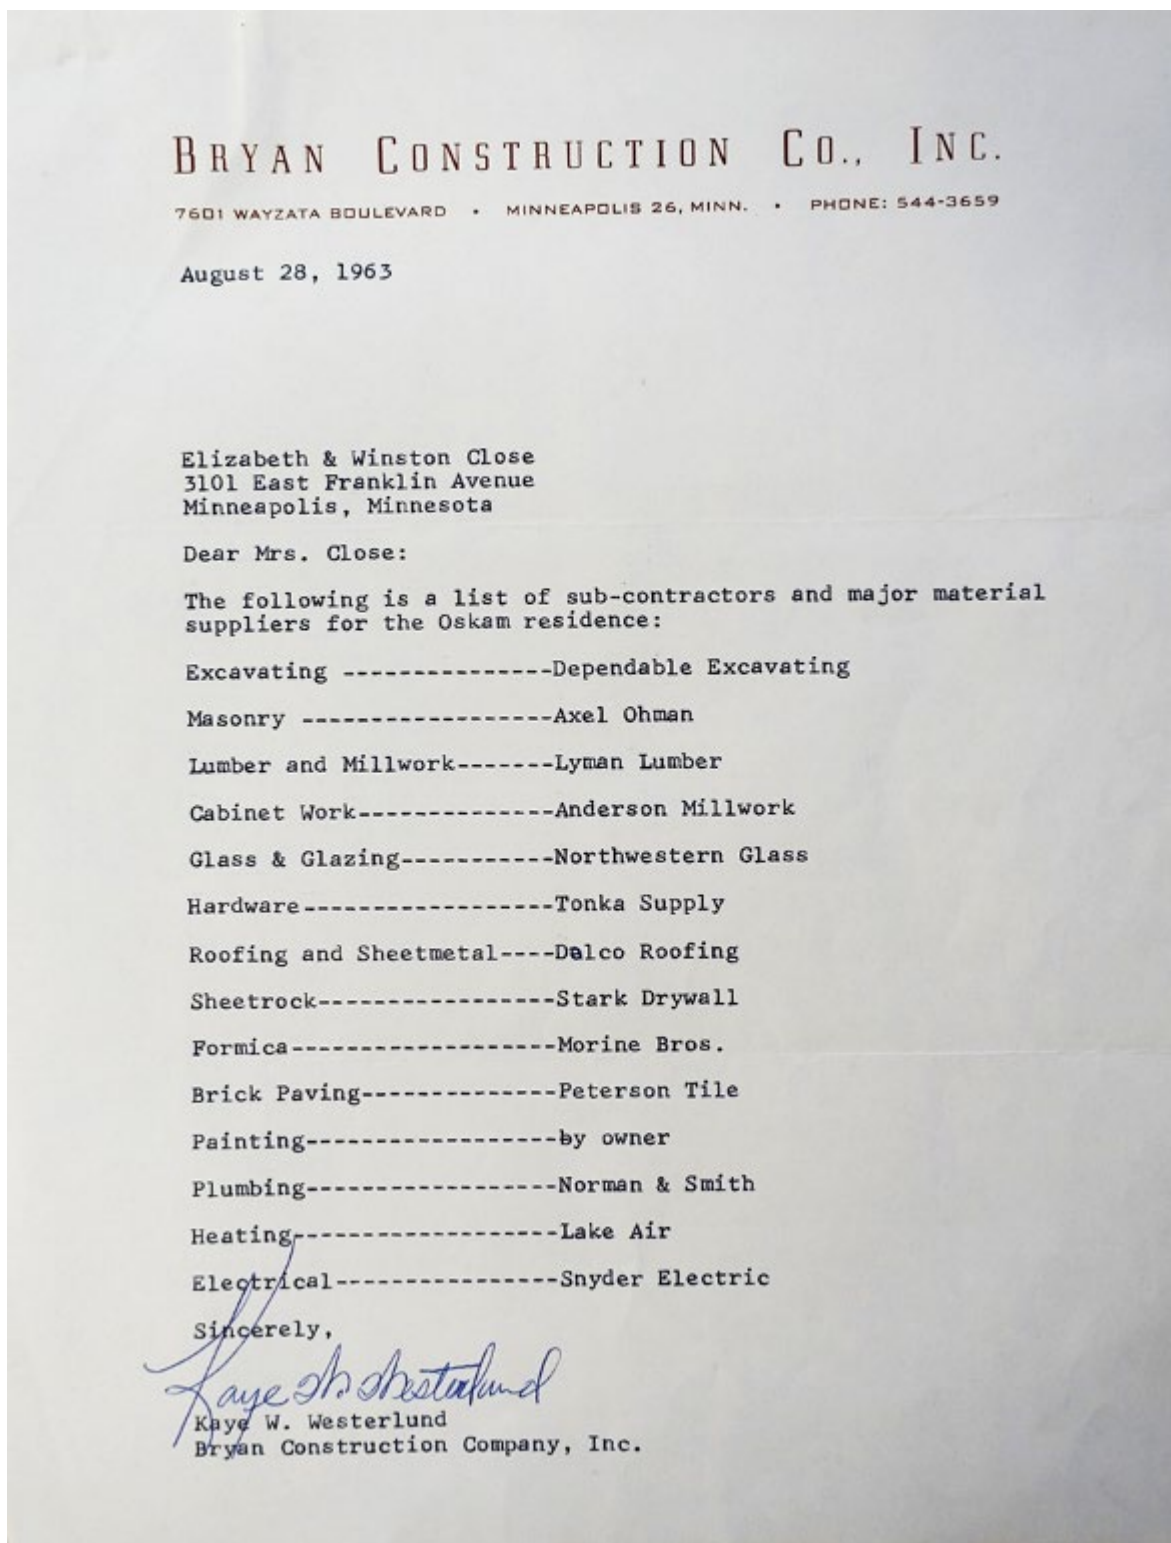 BRYAN CONSTRUCTION CO., INC.
7601 WAYZATA BOULEVARD • MINNEAPOLIS 26, MINN. • PHONE: 544-3659
August 28, 1963
Elizabeth & Winston Close
3101 East Franklin Avenue
Minneapolis, Minnesota
Dear Mrs. Close:
The following is a list of sub-contractors and major material
suppliers for the Oskam residence:
Excavating ---------------Dependable Excavating
Masonry ------------------Axel Ohman
Lumber and Millwork-------Lyman Lumber
Cabinet Work--------------Anderson Millwork
Glass & Glazing-----------Northwestern Glass
Hardware------------------Tonka Supply
Roofing and Sheetmetal----Dalco Roofing
Sheetrock-----------------Stark Drywall
Formica-------------------Morine Bros.
Brick Paving--------------Peterson Tile
Painting------------------by owner
Plumbing------------------Norman & Smith
Heating-------------------Lake Air
Electrical----------------Snyder Electric
Sincerely,
Kaye W. Westerlund
Kaye W. Westerlund
Bryan Construction Company, Inc.